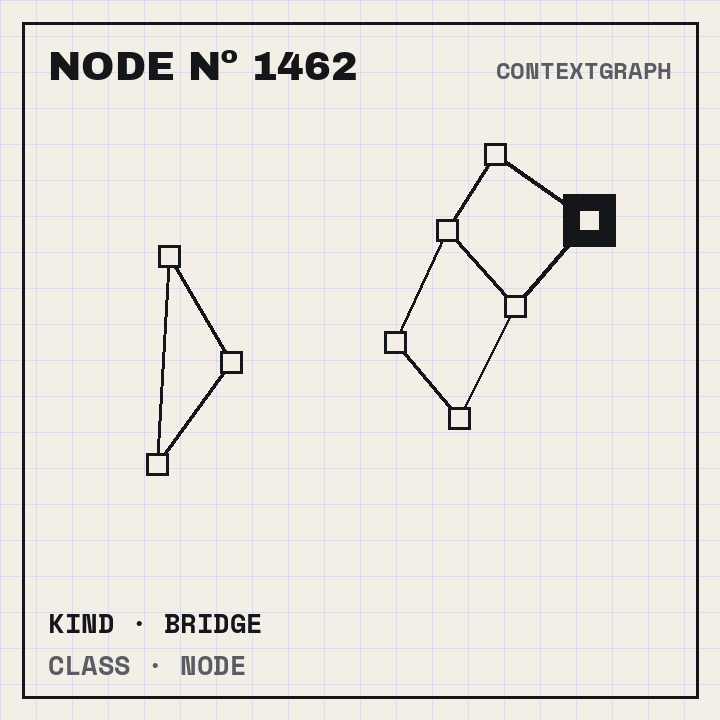 NODE Nº 1462
CONTEXTGRAPH
KIND · BRIDGE
CLASS · NODE